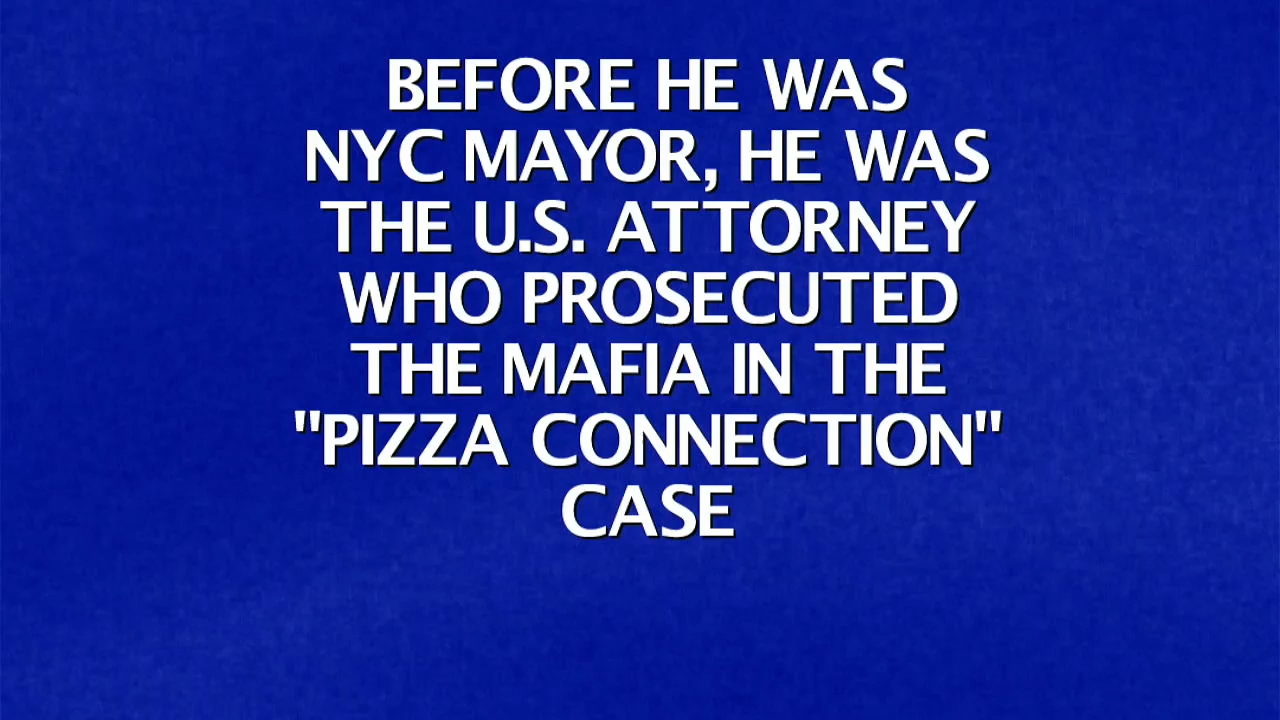 BEFORE HE WAS
NYC MAYOR, HE WAS
THE U.S. ATTORNEY
WHO PROSECUTED
THE MAFIA IN THE
"PIZZA CONNECTION"
CASE